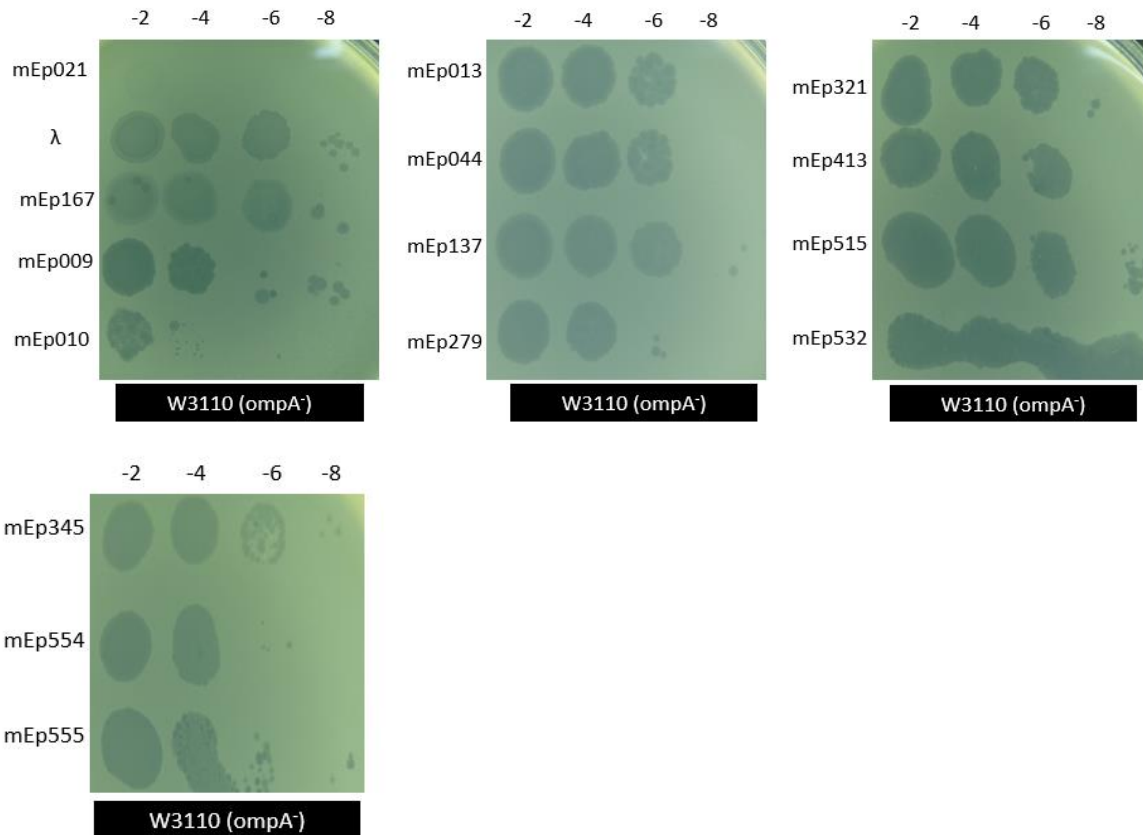 -2 -4 -6 -8
mEp021
λ
mEp167
mEp009
mEp010
W3110 (ompA⁻)
-2 -4 -6 -8
mEp013
mEp044
mEp137
mEp279
W3110 (ompA⁻)
-2 -4 -6 -8
mEp321
mEp413
mEp515
mEp532
W3110 (ompA⁻)
-2 -4 -6 -8
mEp345
mEp554
mEp555
W3110 (ompA⁻)